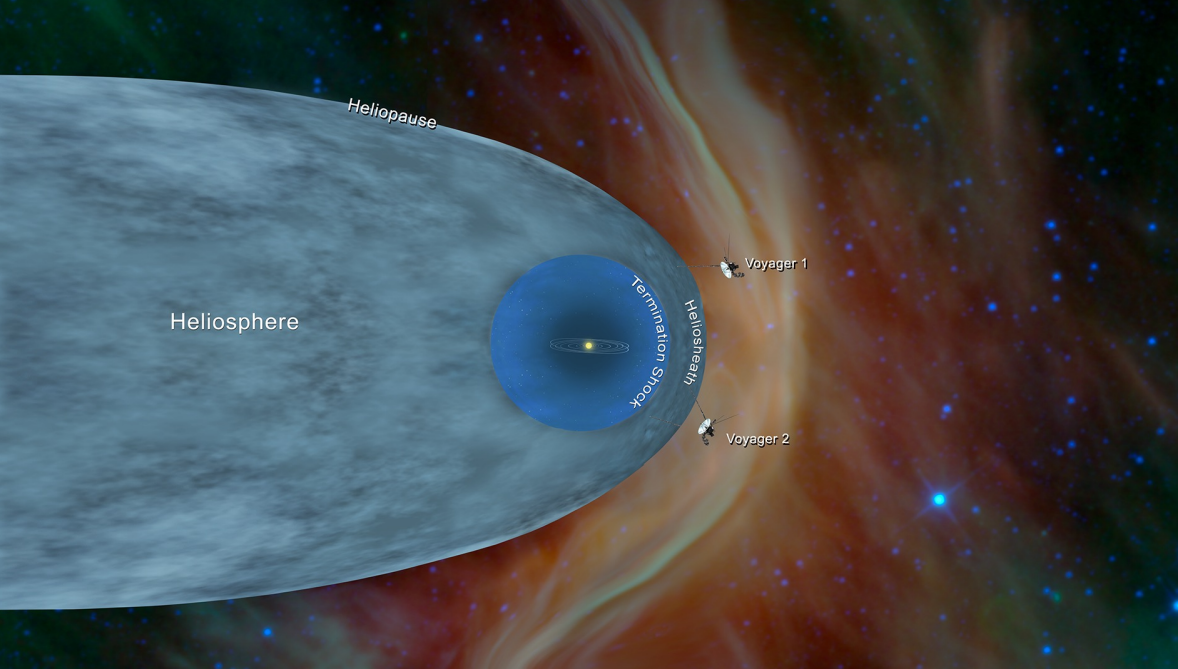 Heliopause
Voyager 1
Termination Shock
Heliosheath
Heliosphere
Voyager 2